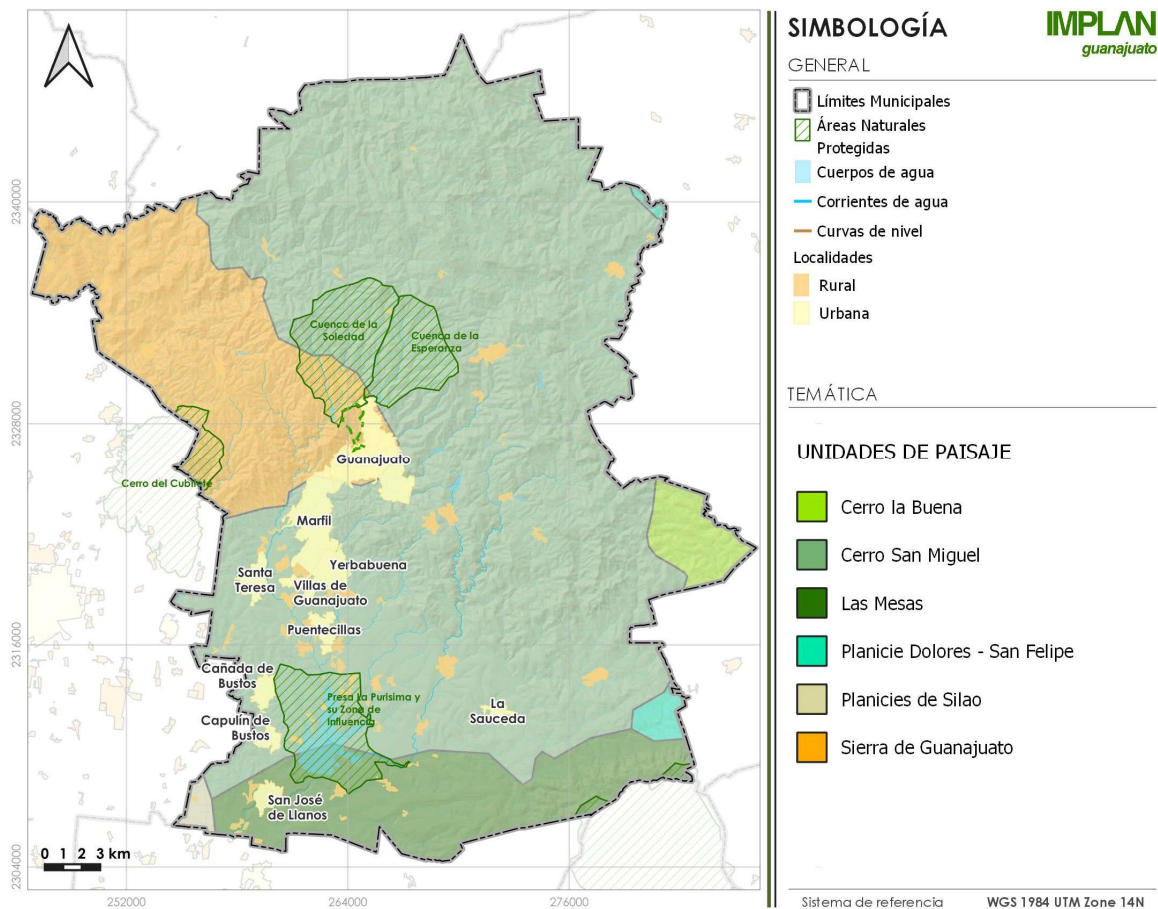 SIMBOLOGÍA
IMPLAN
guanajuato
GENERAL
Límites Municipales
Áreas Naturales
Protegidas
Cuerpos de agua
Corrientes de agua
Curvas de nivel
Localidades
Rural
Urbana
TEMÁTICA
UNIDADES DE PAISAJE
Cerro la Buena
Cerro San Miguel
Las Mesas
Planicie Dolores - San Felipe
Planicies de Silao
Sierra de Guanajuato
Sistema de referencia
WGS 1984 UTM Zone 14N
2340000
2328000
2316000
2304000
252000
264000
276000
0 1 2 3 km
Cuenca de la
Soledad
Cuenca de la
Esperanza
Cerro del Cubilete
Guanajuato
Marfil
Yerbabuena
Santa
Teresa
Villas de
Guanajuato
Puentecillas
Cañada de
Bustos
Presa La Purisima y
su Zona de
Influencia
Capulín de
Bustos
La
Sauceda
San José
de Llanos